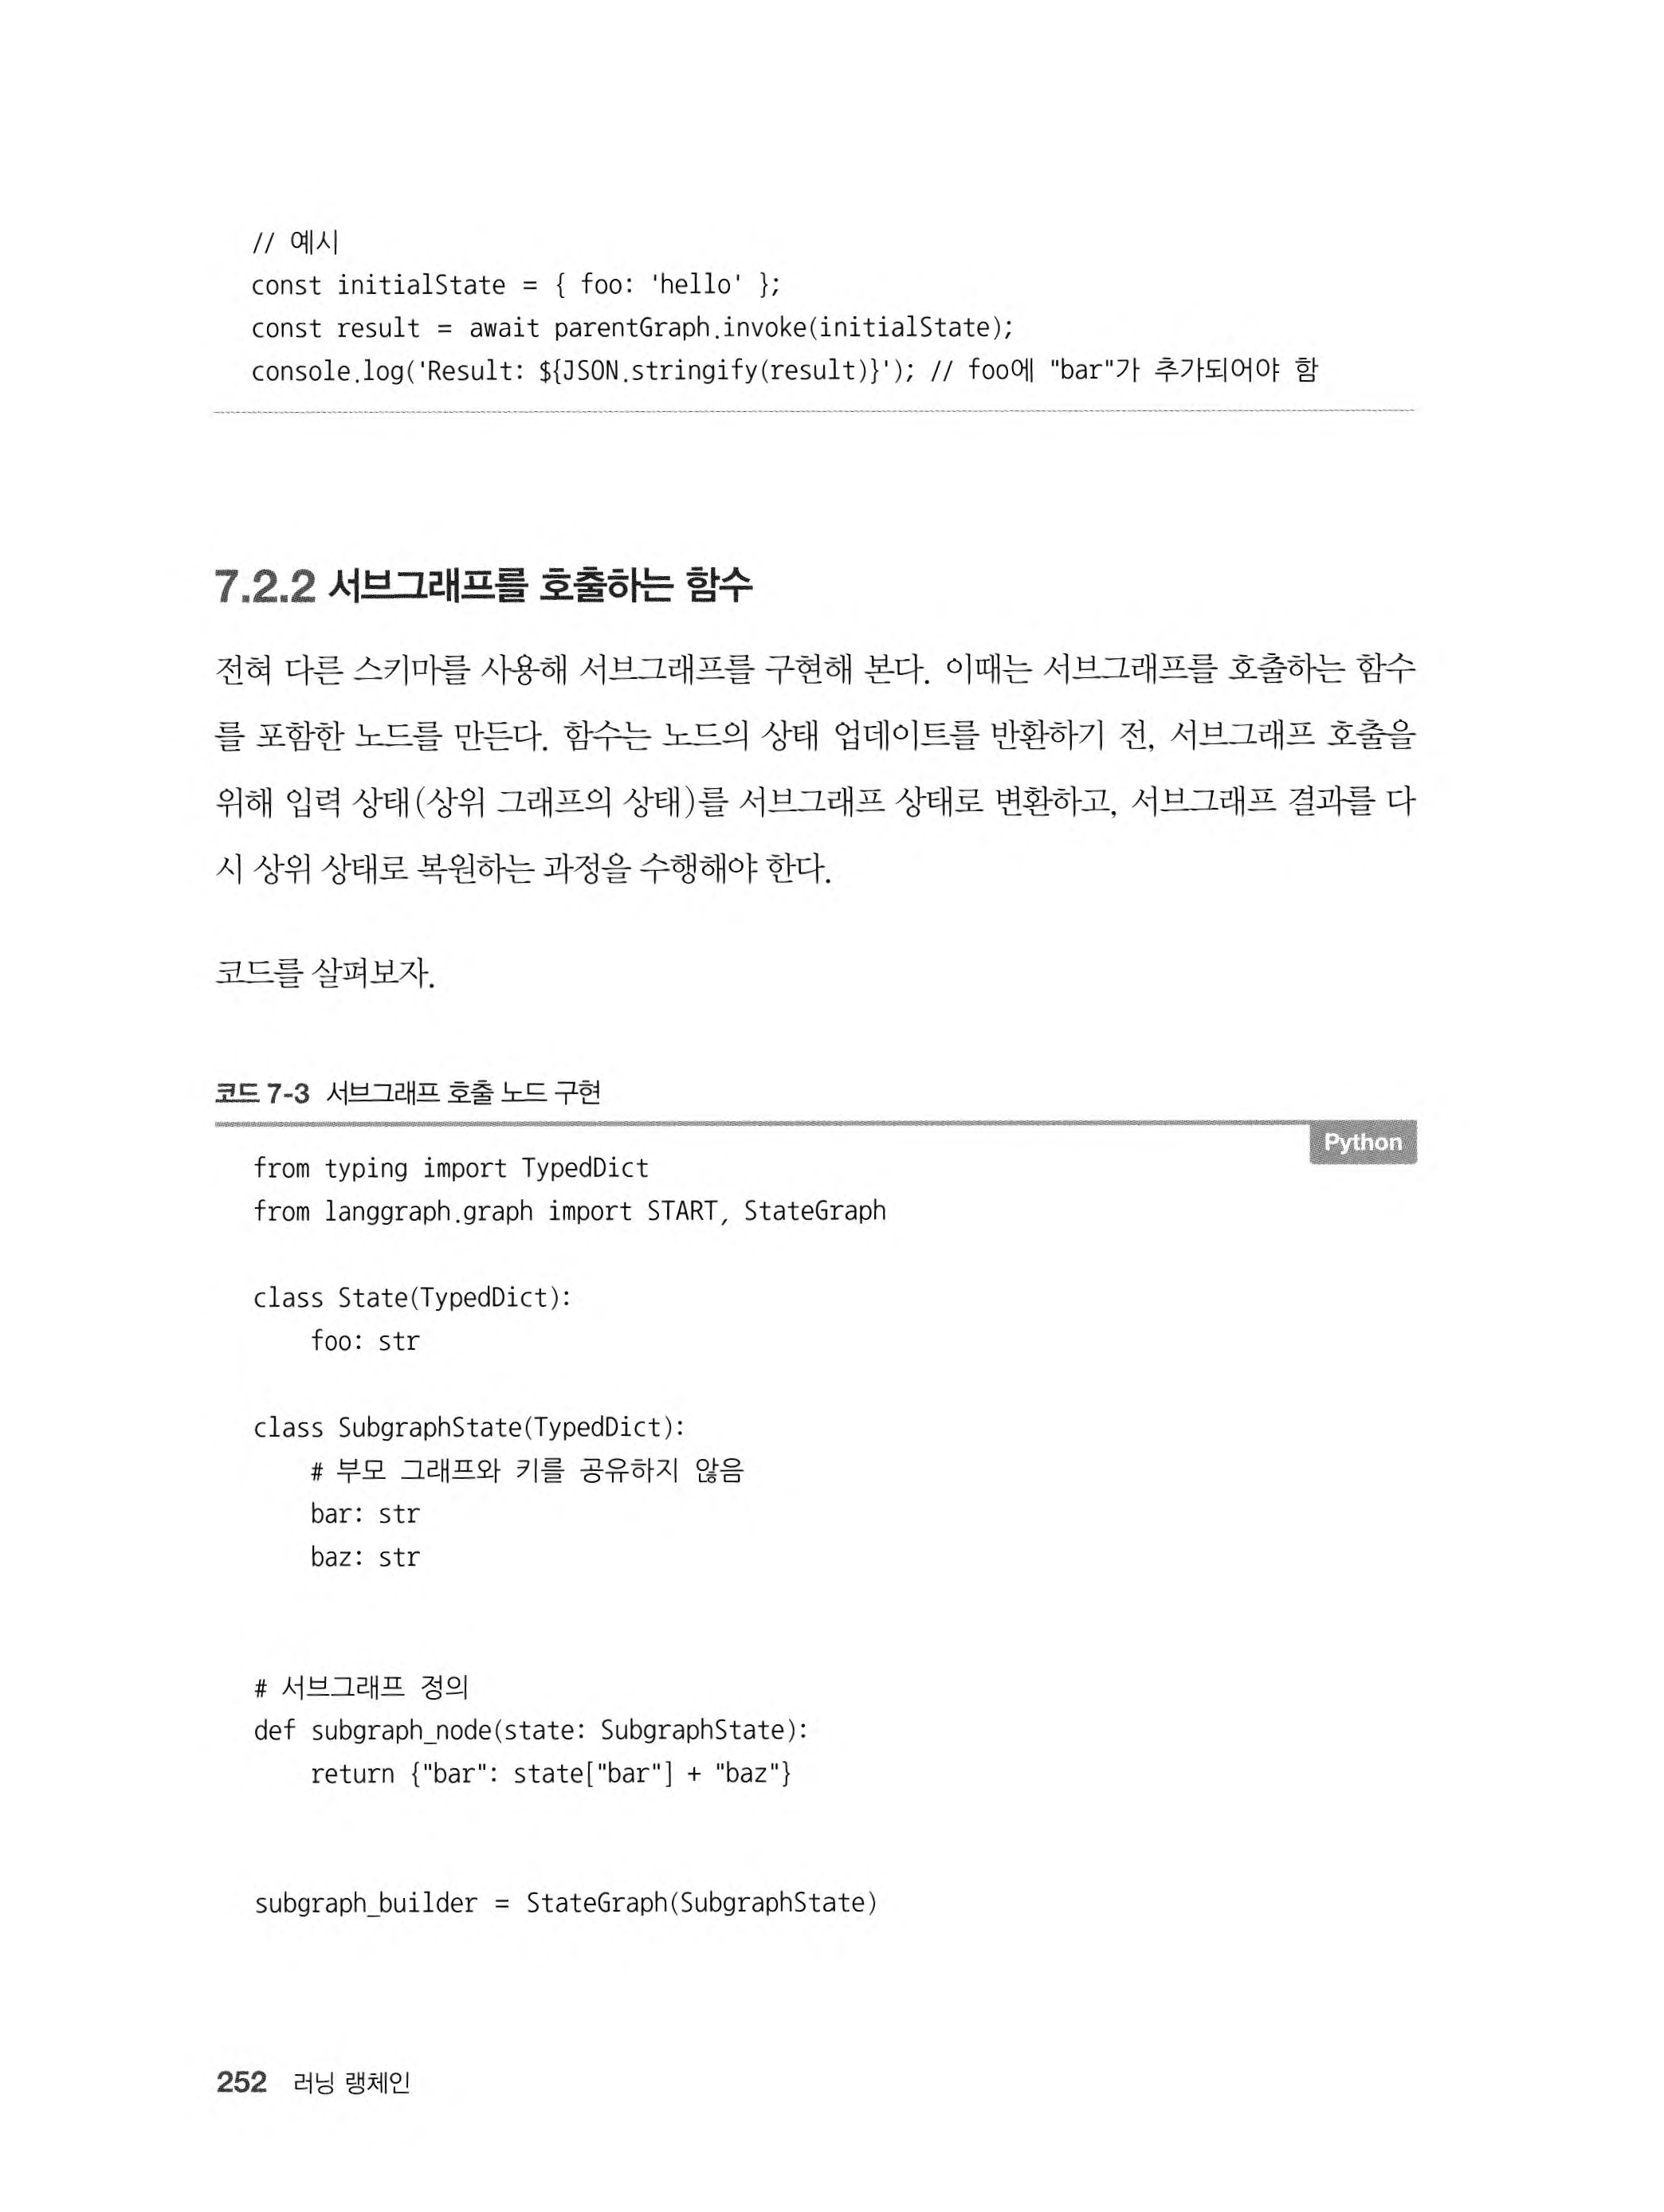 // 예시
const initialState = { foo: 'hello' };
const result = await parentGraph.invoke(initialState);
console.log('Result: ${JSON.stringify(result)}'); // foo에 "bar"가 추가되어야 함
7.2.2 서브그래프를 호출하는 함수
전혀 다른 스키마를 사용해 서브그래프를 구현해 본다. 이때는 서브그래프를 호출하는 함수
를 포함한 노드를 만든다. 함수는 노드의 상태 업데이트를 반환하기 전, 서브그래프 호출을
위해 입력 상태(상위 그래프의 상태)를 서브그래프 상태로 변환하고, 서브그래프 결과를 다
시 상위 상태로 복원하는 과정을 수행해야 한다.
코드를 살펴보자.
코드 7-3 서브그래프 호출 노드 구현
Python
from typing import TypedDict
from langgraph.graph import START, StateGraph
class State(TypedDict):
    foo: str
class SubgraphState(TypedDict):
    # 부모 그래프와 키를 공유하지 않음
    bar: str
    baz: str
# 서브그래프 정의
def subgraph_node(state: SubgraphState):
    return {"bar": state["bar"] + "baz"}
subgraph_builder = StateGraph(SubgraphState)
252 러닝 랭체인